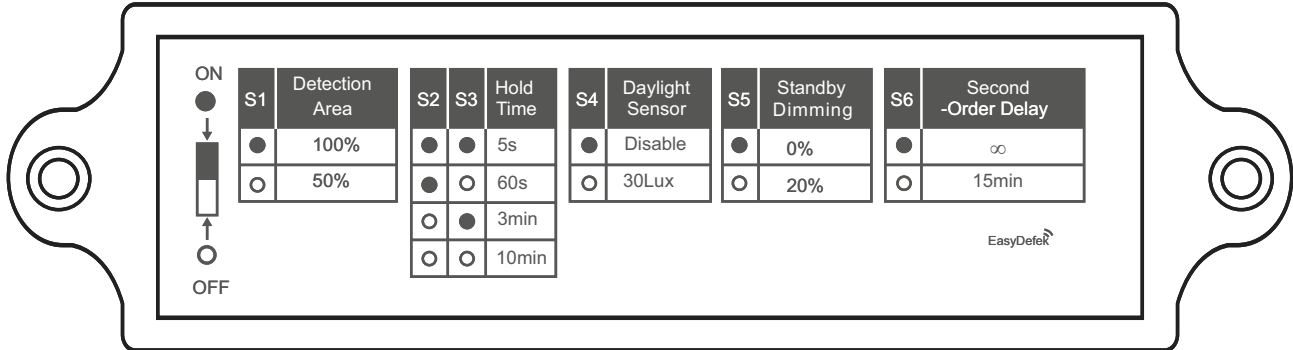 ON
OFF
S1 Detection
Area
100%
50%
S2 S3 Hold
Time
5s
60s
3min
10min
S4 Daylight
Sensor
Disable
30Lux
S5 Standby
Dimming
0%
20%
S6 Second
-Order Delay
∞
15min
EasyDefek